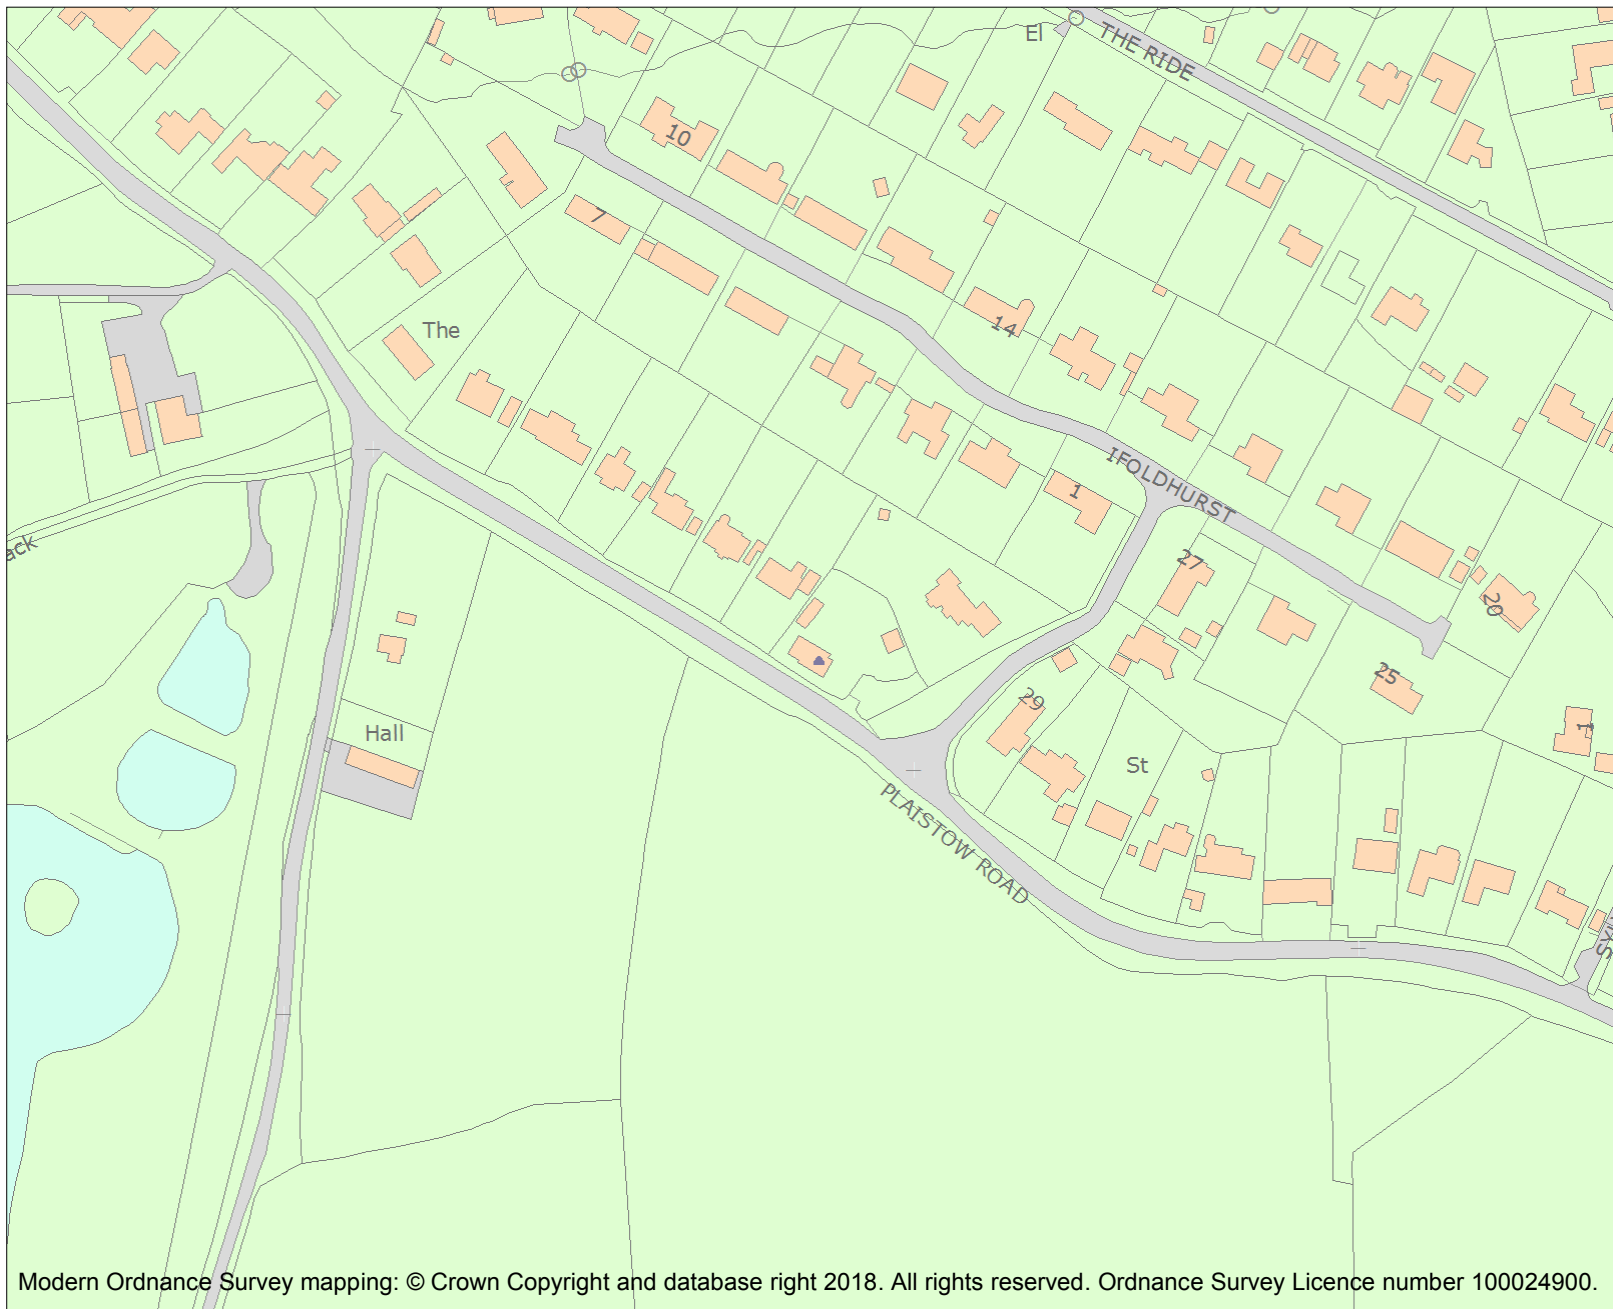 El
THE RIDE
10
7
The
14
IFOLDHURST
1
ack
27
20
25
29
Hall
1
St
PLAISTOW ROAD
Modern Ordnance Survey mapping: © Crown Copyright and database right 2018. All rights reserved. Ordnance Survey Licence number 100024900.